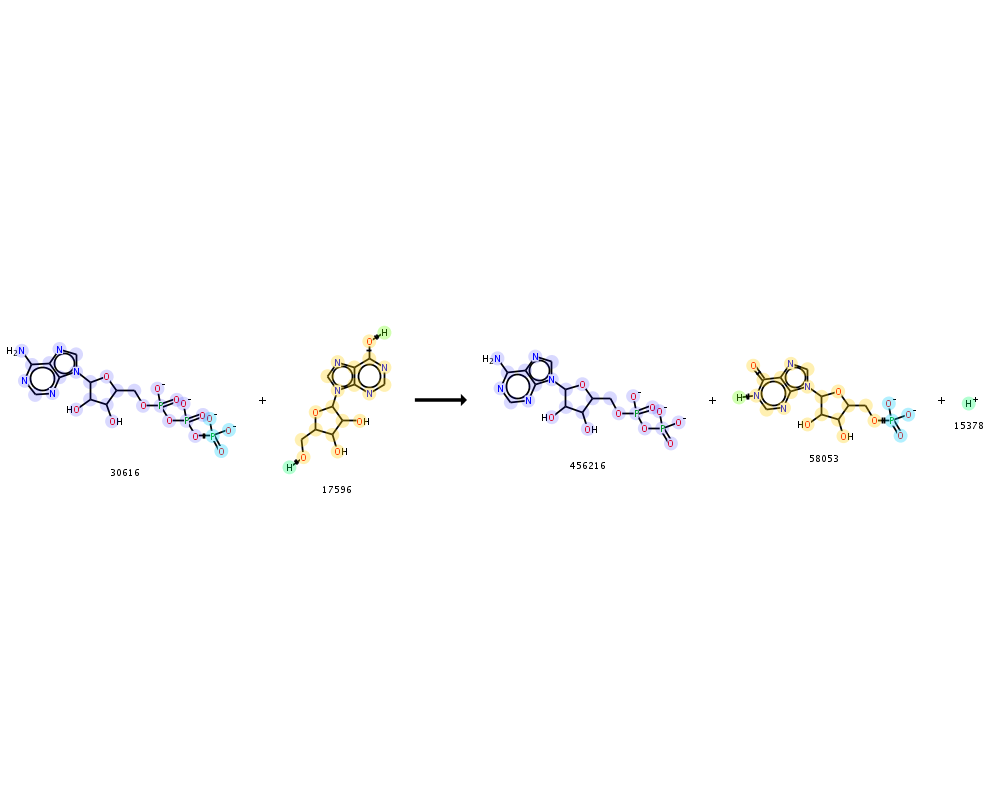 H₂N N N N N O HO OH O O⁻ P O O O⁻ P O O O⁻ P O⁻ O
30616
+
H O N N N N O OH OH O H
17596
H₂N N N N N O HO OH O O⁻ P O O O⁻ P O⁻ O
456216
+
O H N N N N O HO OH O P O⁻ O⁻ O
58053
+
H⁺
15378